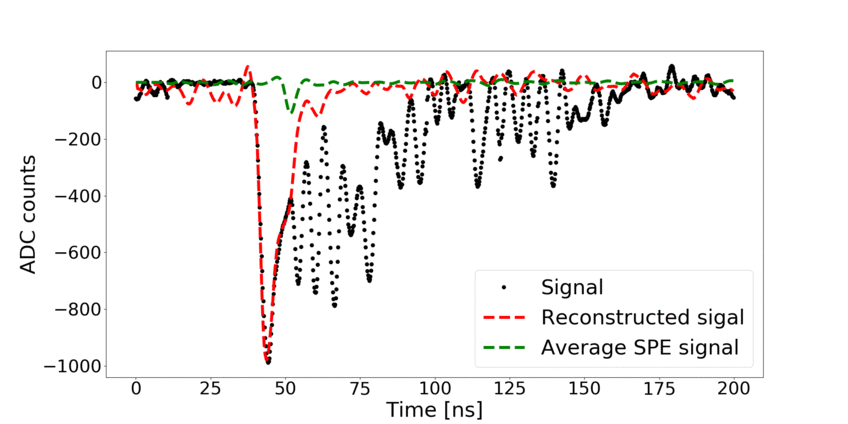 0
−200
−400
−600
−800
−1000
ADC counts
Signal
Reconstructed sigal
Average SPE signal
0 25 50 75 100 125 150 175 200
Time [ns]